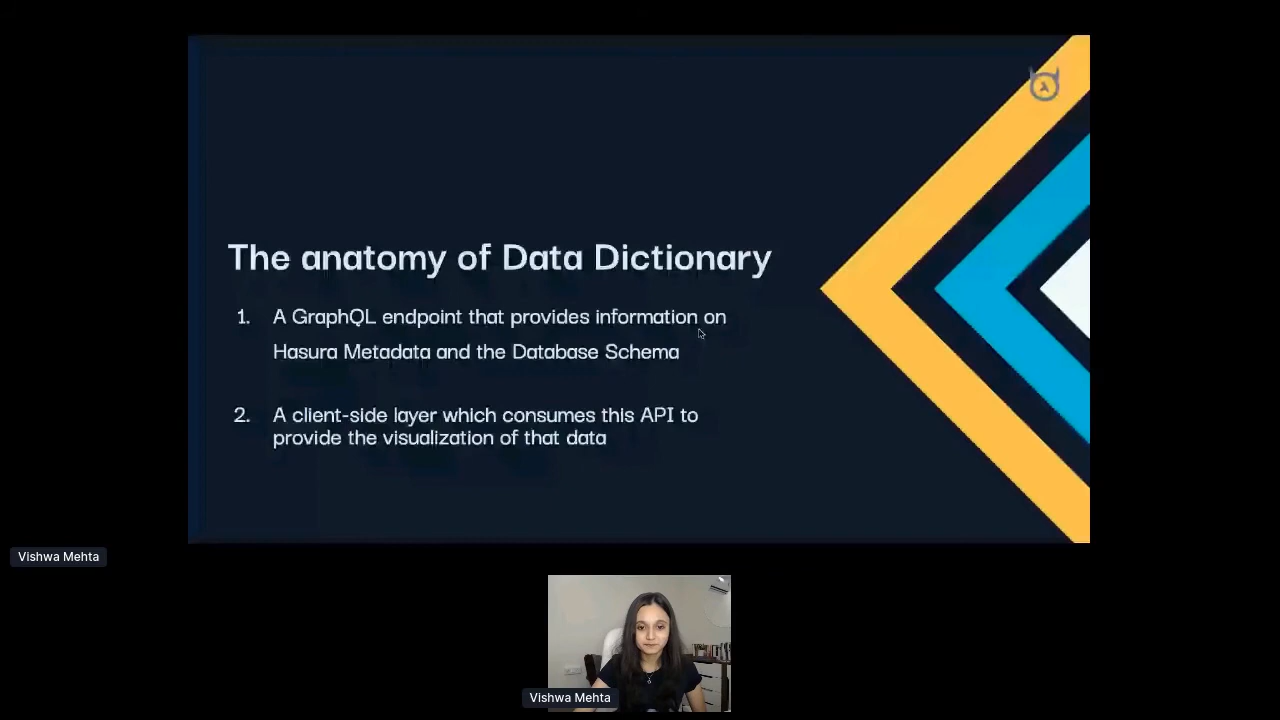 The anatomy of Data Dictionary
1. A GraphQL endpoint that provides information on
Hasura Metadata and the Database Schema
2. A client-side layer which consumes this API to
provide the visualization of that data
Vishwa Mehta
Vishwa Mehta